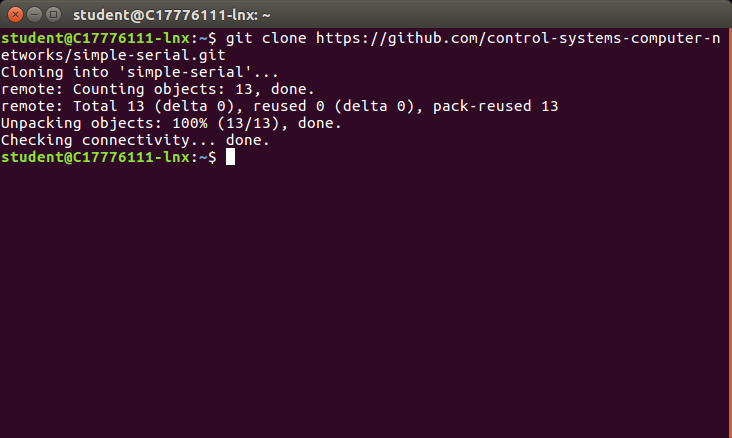 student@C17776111-lnx: ~
student@C17776111-lnx:~$ git clone https://github.com/control-systems-computer-n
etworks/simple-serial.git
Cloning into 'simple-serial'...
remote: Counting objects: 13, done.
remote: Total 13 (delta 0), reused 0 (delta 0), pack-reused 13
Unpacking objects: 100% (13/13), done.
Checking connectivity... done.
student@C17776111-lnx:~$